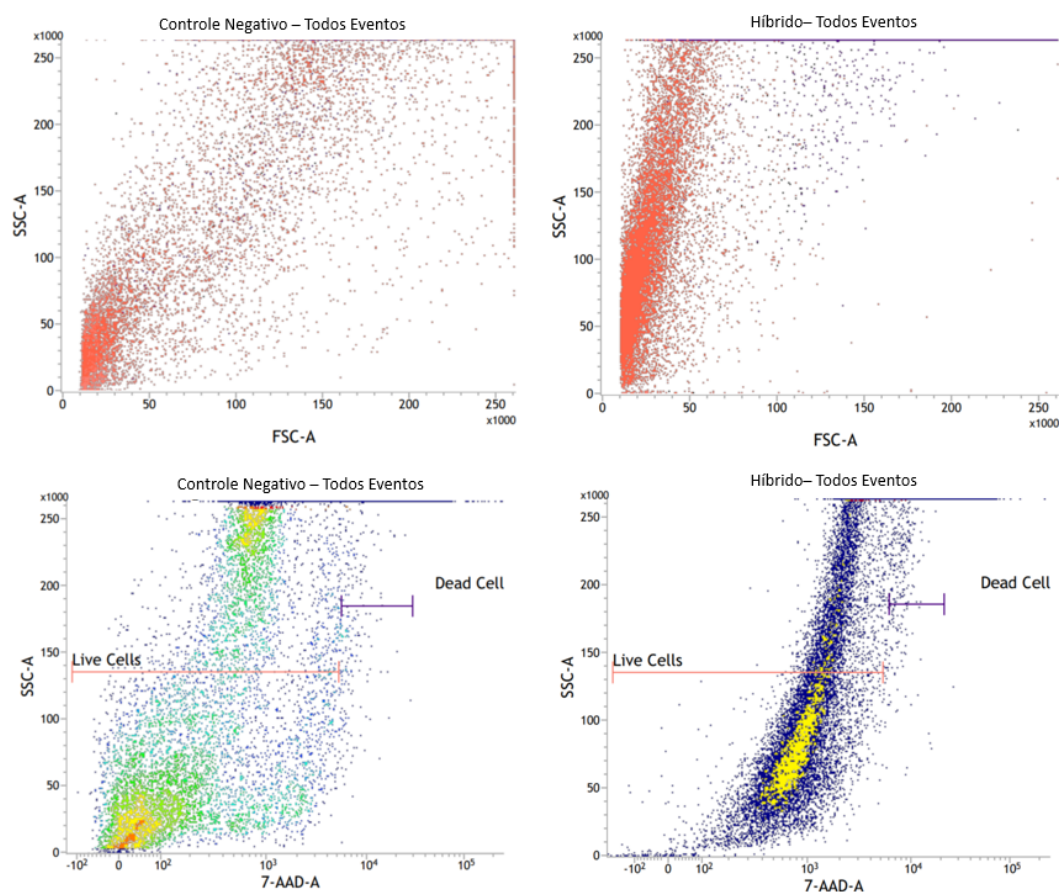 Controle Negativo – Todos Eventos
x1000
250
200
150
100
50
0
SSC-A
0 50 100 150 200 250
x1000
FSC-A
Híbrido– Todos Eventos
x1000
250
200
150
100
50
0
SSC-A
0 50 100 150 200 250
x1000
FSC-A
Controle Negativo – Todos Eventos
x1000
250
200
150
100
50
0
SSC-A
Dead Cell
Live Cells
-10² 0 10² 10³ 10⁴ 10⁵
7-AAD-A
Híbrido– Todos Eventos
x1000
250
200
150
100
50
0
SSC-A
Dead Cell
Live Cells
-10² 0 10² 10³ 10⁴ 10⁵
7-AAD-A